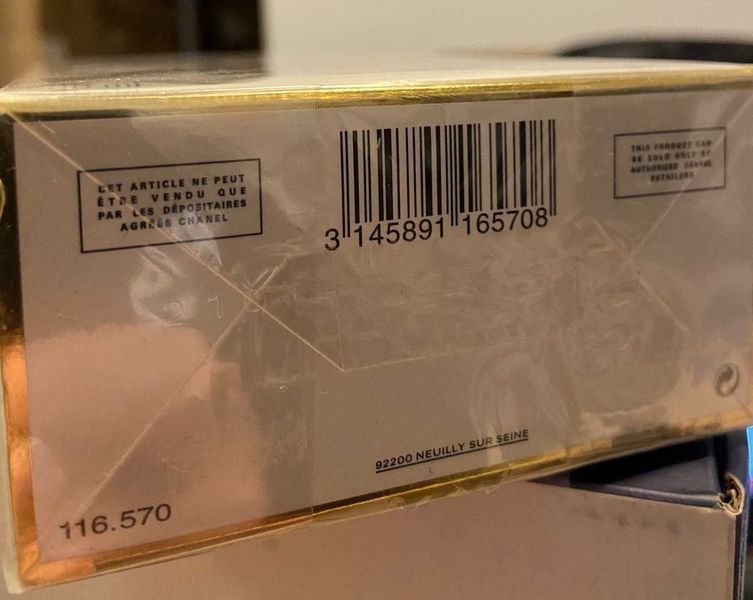 CET ARTICLE NE PEUT
ÊTRE VENDU QUE
PAR LES DÉPOSITAIRES
AGRÉÉS CHANEL
3 145891 165708
THIS PRODUCT CAN
BE SOLD ONLY BY
AUTHORIZED CHANEL
RETAILERS
92200 NEUILLY SUR SEINE
116.570